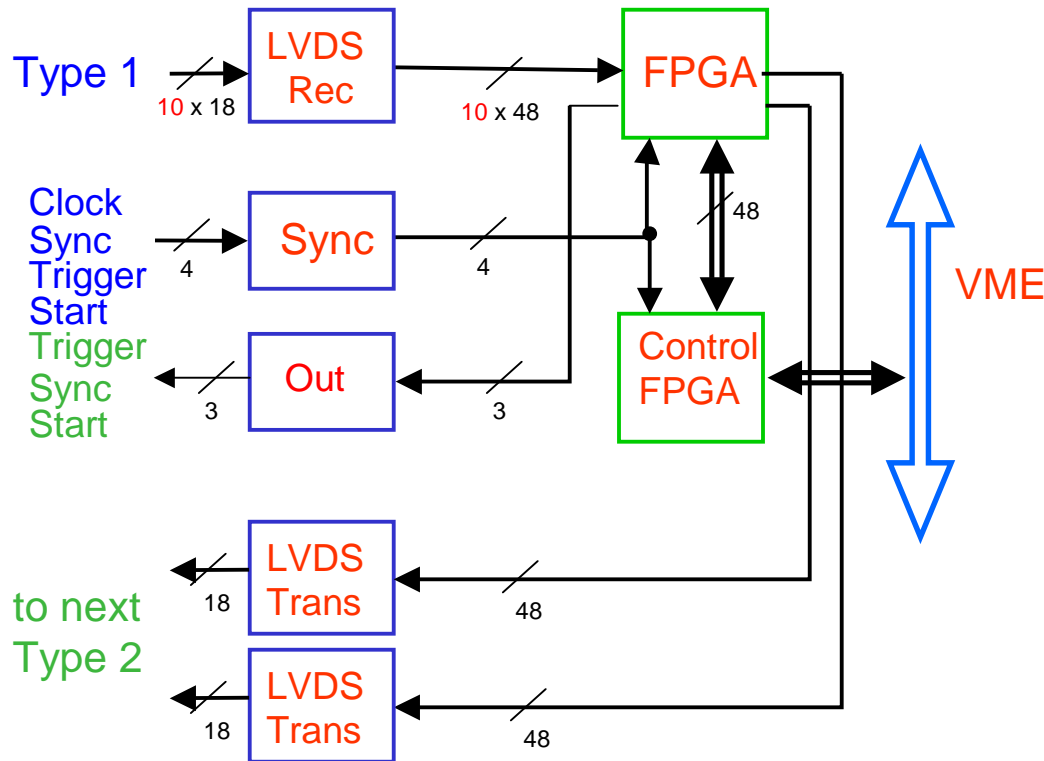 Type 1
10 x 18
LVDS
Rec
10 x 48
FPGA
Clock
Sync
Trigger
Start
4
Sync
4
48
VME
Trigger
Sync
Start
3
Out
3
Control
FPGA
to next
Type 2
18
LVDS
Trans
48
18
LVDS
Trans
48